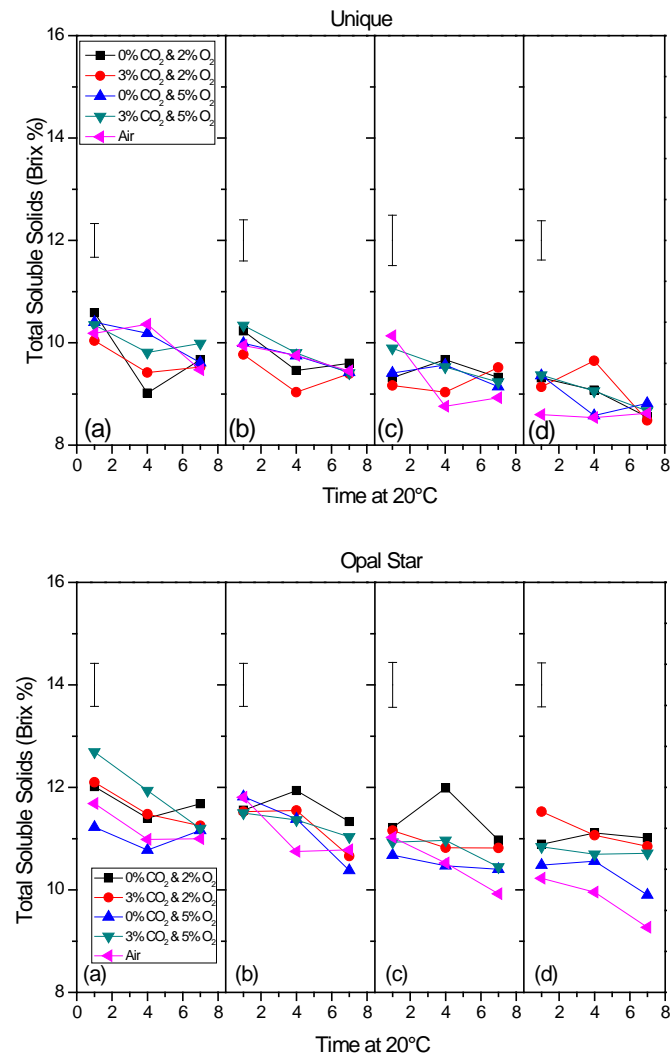 Unique
16
14
12
10
8
Total Soluble Solids (Brix %)
0% CO₂ & 2% O₂
3% CO₂ & 2% O₂
0% CO₂ & 5% O₂
3% CO₂ & 5% O₂
Air
(a) (b) (c) (d)
0 2 4 6 8 2 4 6 8 2 4 6 8 2 4 6 8
Time at 20°C
Opal Star
16
14
12
10
8
Total Soluble Solids (Brix %)
0% CO₂ & 2% O₂
3% CO₂ & 2% O₂
0% CO₂ & 5% O₂
3% CO₂ & 5% O₂
Air
(a) (b) (c) (d)
0 2 4 6 8 2 4 6 8 2 4 6 8 2 4 6 8
Time at 20°C